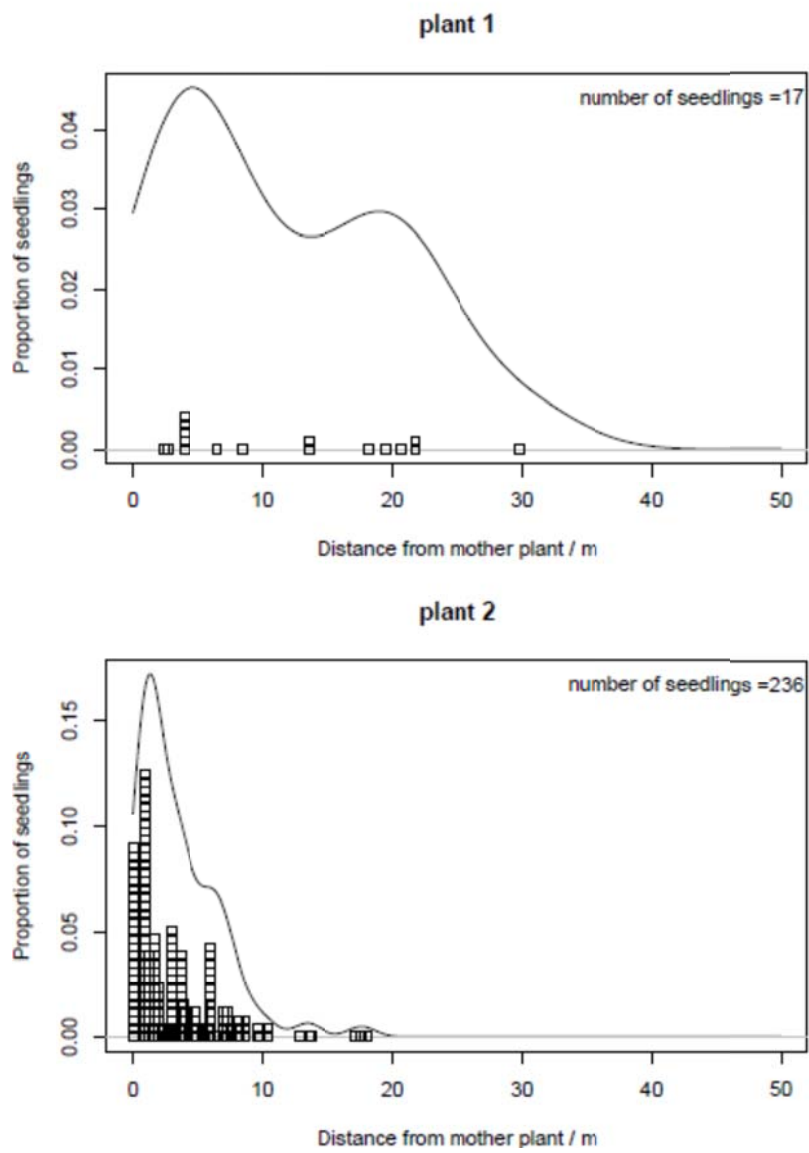 plant 1
number of seedlings =17
Proportion of seedlings
0.04
0.03
0.02
0.01
0.00
0 10 20 30 40 50
Distance from mother plant / m
plant 2
number of seedlings =236
Proportion of seedlings
0.15
0.10
0.05
0.00
0 10 20 30 40 50
Distance from mother plant / m